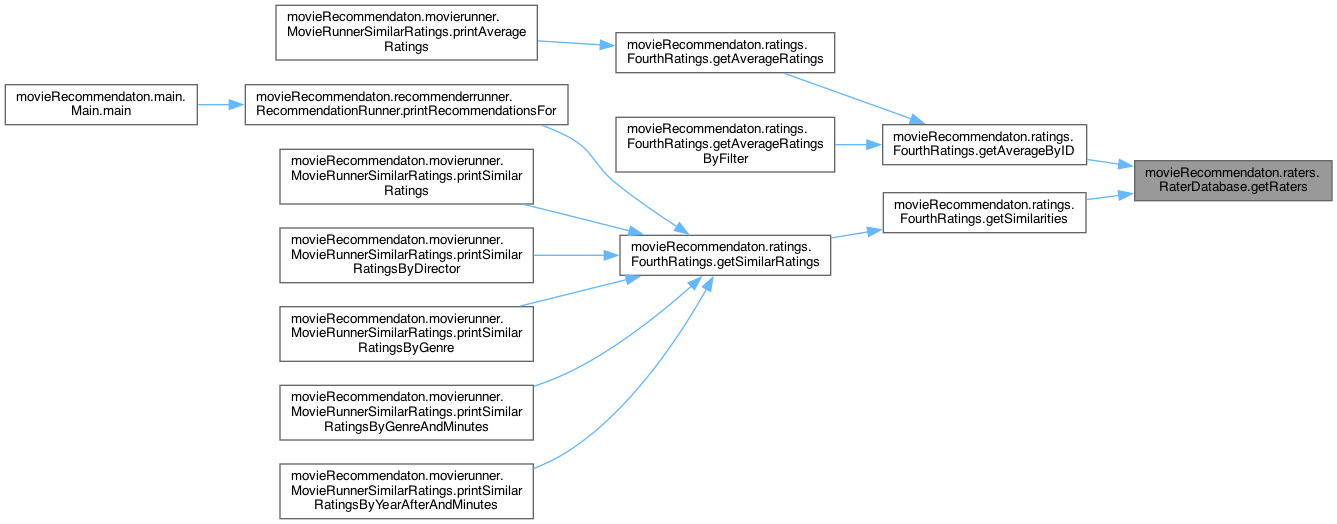 movieRecommendaton.movierunner.
MovieRunnerSimilarRatings.printAverage
Ratings
movieRecommendaton.ratings.
FourthRatings.getAverageRatings
movieRecommendaton.main.
Main.main
movieRecommendaton.recommenderrunner.
RecommendationRunner.printRecommendationsFor
movieRecommendaton.ratings.
FourthRatings.getAverageRatings
ByFilter
movieRecommendaton.ratings.
FourthRatings.getAverageByID
movieRecommendaton.raters.
RaterDatabase.getRaters
movieRecommendaton.movierunner.
MovieRunnerSimilarRatings.printSimilar
Ratings
movieRecommendaton.ratings.
FourthRatings.getSimilarities
movieRecommendaton.movierunner.
MovieRunnerSimilarRatings.printSimilar
RatingsByDirector
movieRecommendaton.ratings.
FourthRatings.getSimilarRatings
movieRecommendaton.movierunner.
MovieRunnerSimilarRatings.printSimilar
RatingsByGenre
movieRecommendaton.movierunner.
MovieRunnerSimilarRatings.printSimilar
RatingsByGenreAndMinutes
movieRecommendaton.movierunner.
MovieRunnerSimilarRatings.printSimilar
RatingsByYearAfterAndMinutes